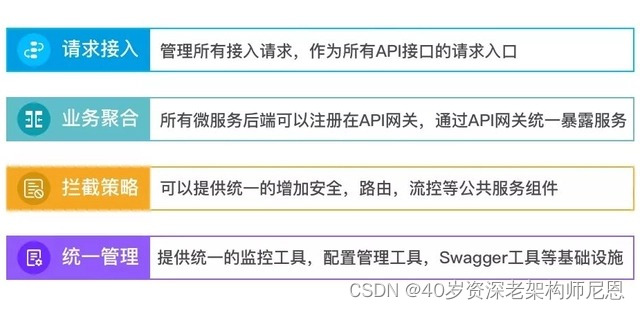 请求接入 管理所有接入请求，作为所有API接口的请求入口
业务聚合 所有微服务后端可以注册在API网关，通过API网关统一暴露服务
拦截策略 可以提供统一的增加安全，路由，流控等公共服务组件
统一管理 提供统一的监控工具，配置管理工具，Swagger工具等基础设施
CSDN @40岁资深老架构师尼恩